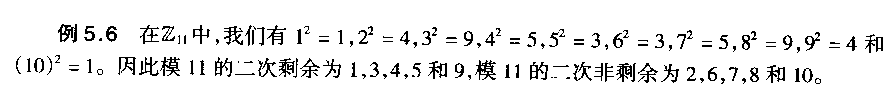 例 5.6 在ℤ₁₁中,我们有 1² = 1,2² = 4,3² = 9,4² = 5,5² = 3,6² = 3,7² = 5,8² = 9,9² = 4 和
(10)² = 1。因此模 11 的二次剩余为 1,3,4,5 和 9,模 11 的二次非剩余为 2,6,7,8 和 10。